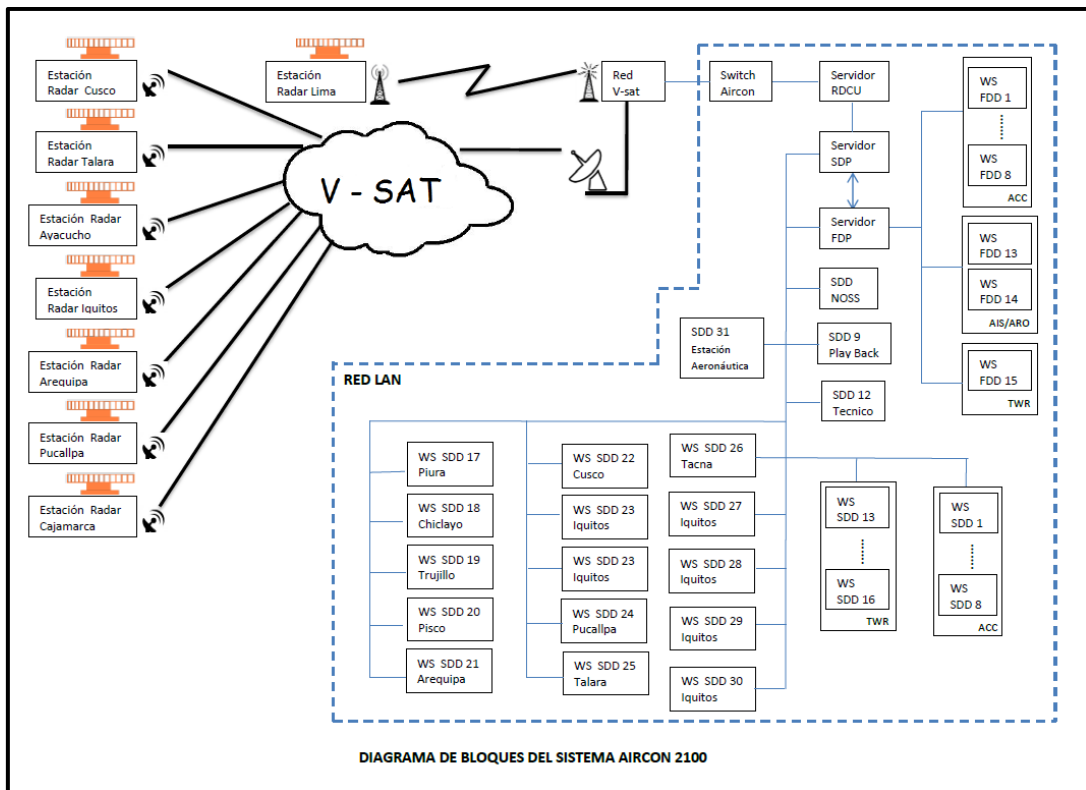 Estación
Radar Cusco
Estación
Radar Talara
Estación Radar
Ayacucho
Estación
Radar Iquitos
Estación Radar
Arequipa
Estación Radar
Pucallpa
Estación Radar
Cajamarca
Estación
Radar Lima
V - SAT
Red
V-sat
Switch
Aircon
Servidor
RDCU
Servidor
SDP
Servidor
FDP
WS
FDD 1
WS
FDD 8
ACC
WS
FDD 13
WS
FDD 14
AIS/ARO
WS
FDD 15
TWR
SDD
NOSS
SDD 31
Estación
Aeronáutica
SDD 9
Play Back
SDD 12
Tecnico
RED LAN
WS SDD 17
Piura
WS SDD 18
Chiclayo
WS SDD 19
Trujillo
WS SDD 20
Pisco
WS SDD 21
Arequipa
WS SDD 22
Cusco
WS SDD 23
Iquitos
WS SDD 23
Iquitos
WS SDD 24
Pucallpa
WS SDD 25
Talara
WS SDD 26
Tacna
WS SDD 27
Iquitos
WS SDD 28
Iquitos
WS SDD 29
Iquitos
WS SDD 30
Iquitos
WS
SDD 13
WS
SDD 16
TWR
WS
SDD 1
WS
SDD 8
ACC
DIAGRAMA DE BLOQUES DEL SISTEMA AIRCON 2100